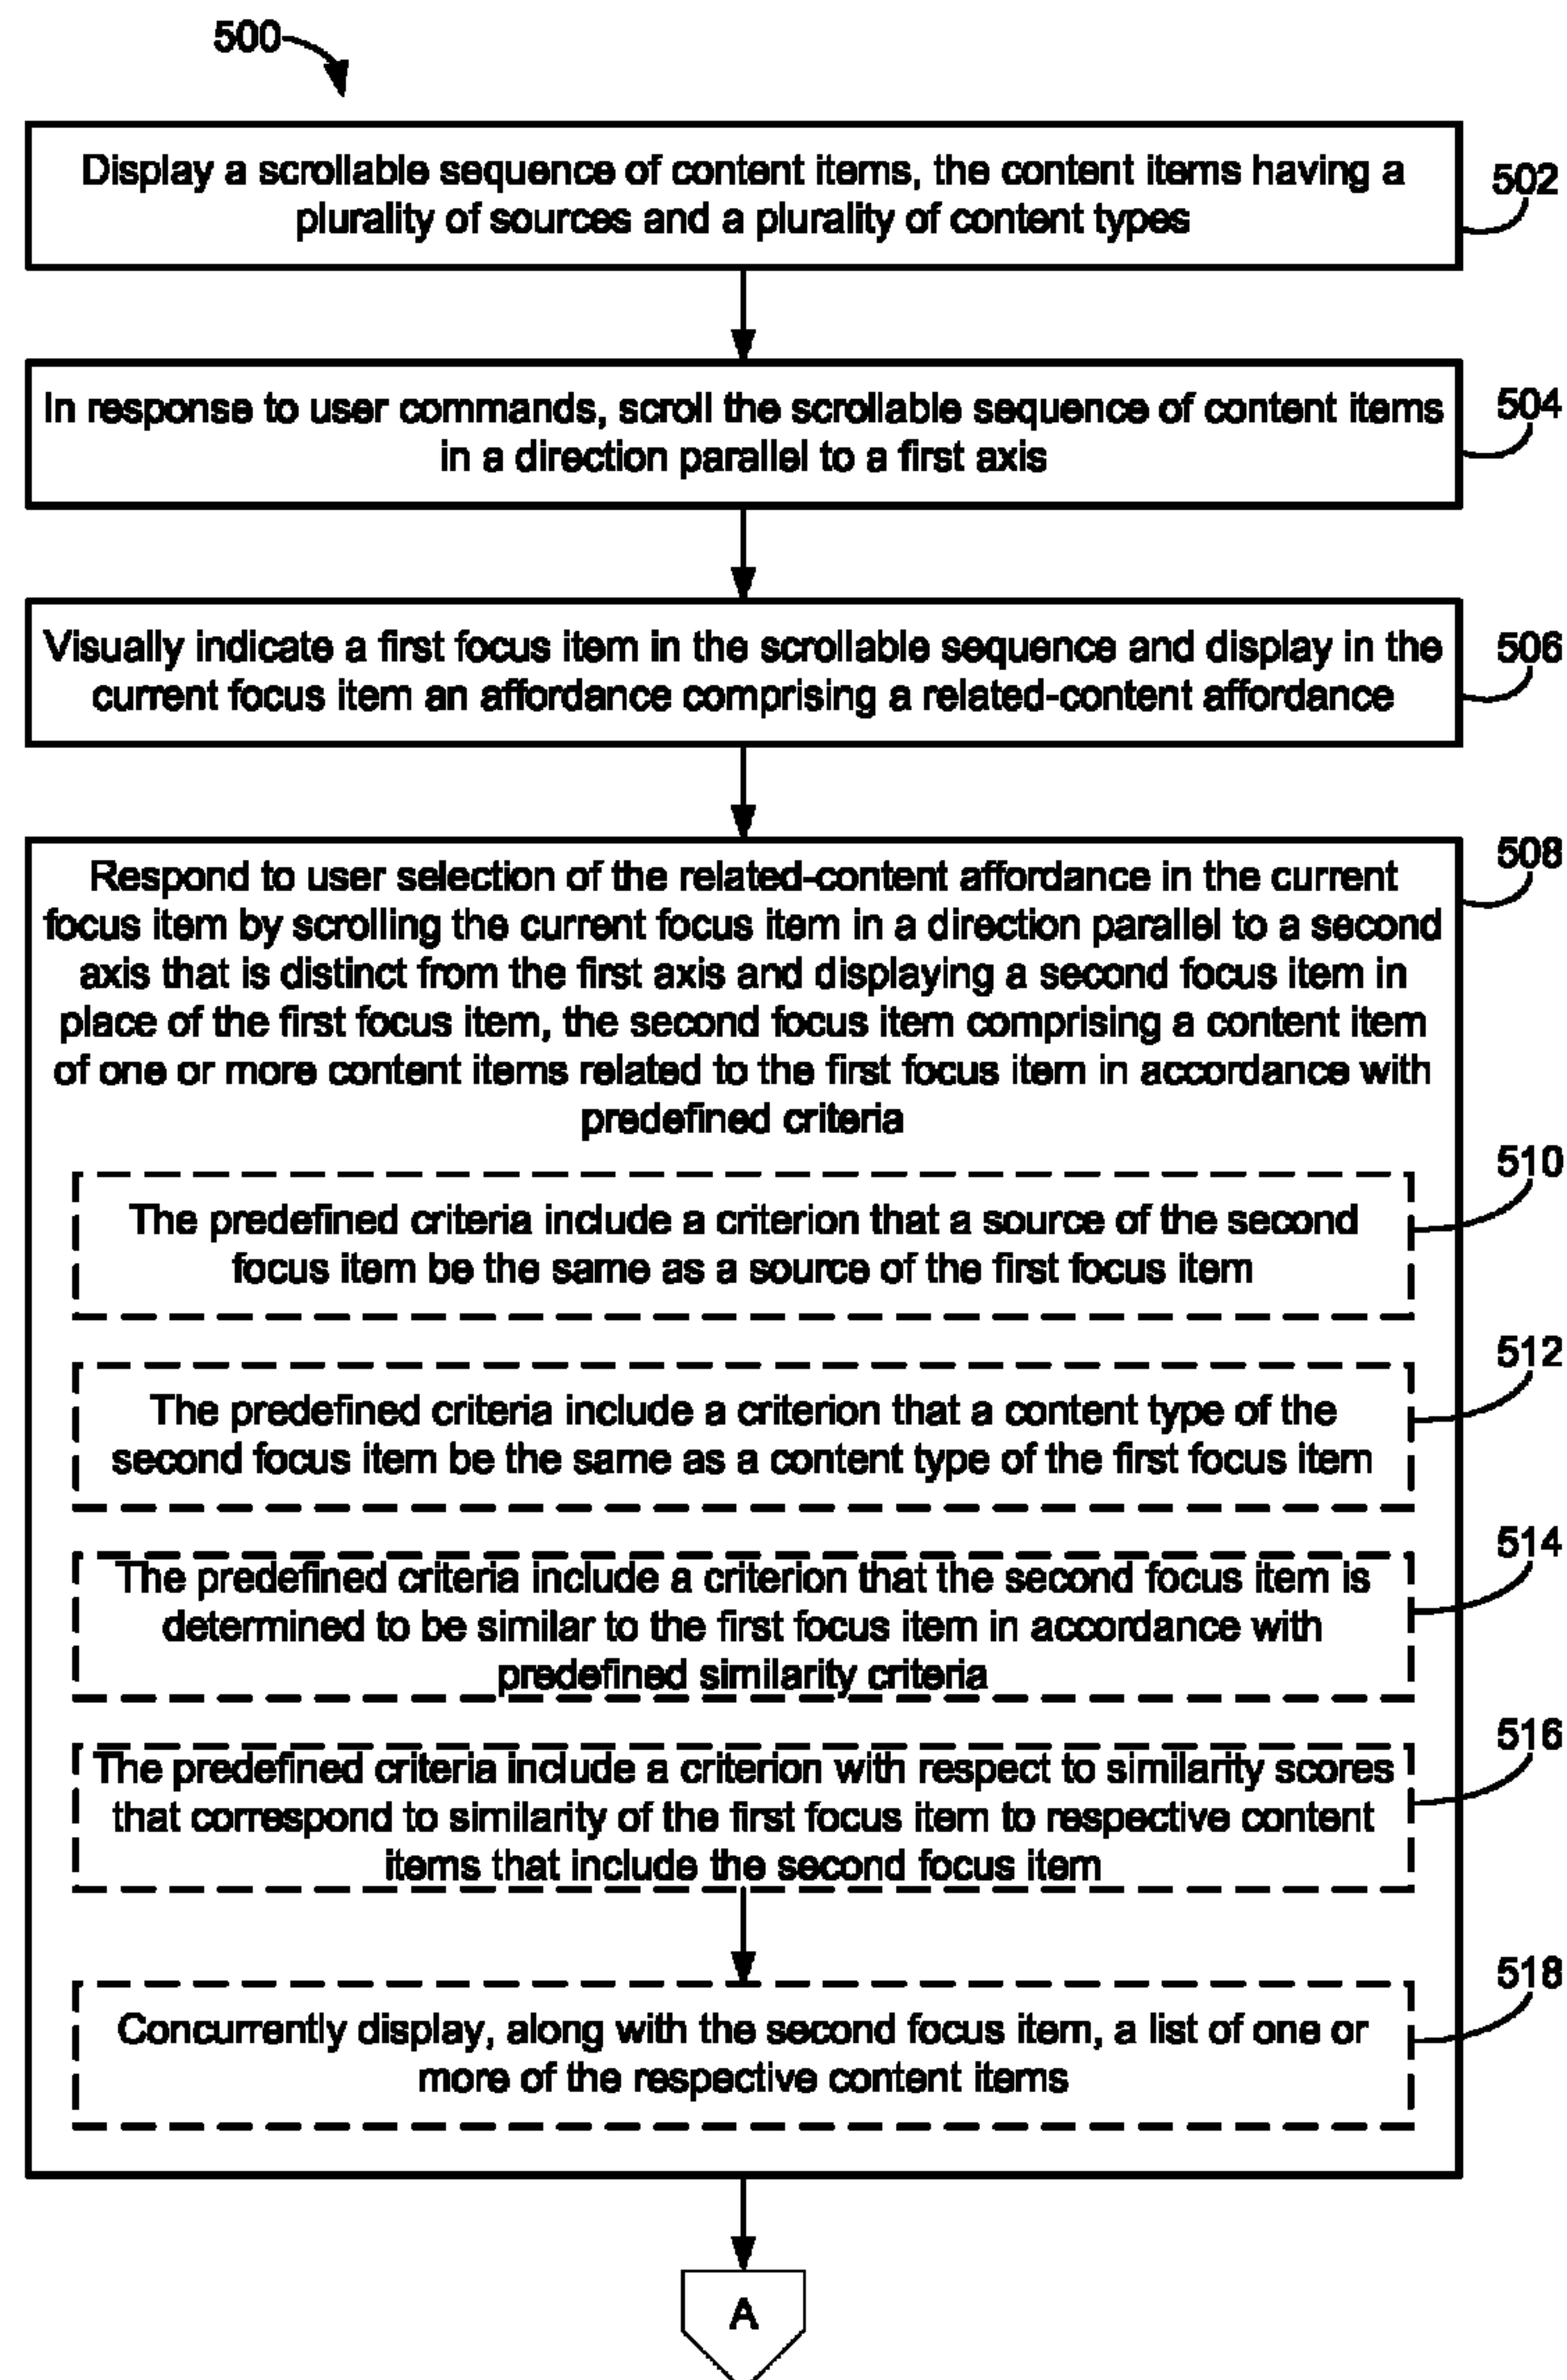 500
Display a scrollable sequence of content items, the content items having a
plurality of sources and a plurality of content types
502
In response to user commands, scroll the scrollable sequence of content items
in a direction parallel to a first axis
504
Visually indicate a first focus item in the scrollable sequence and display in the
current focus item an affordance comprising a related-content affordance
506
Respond to user selection of the related-content affordance in the current
focus item by scrolling the current focus item in a direction parallel to a second
axis that is distinct from the first axis and displaying a second focus item in
place of the first focus item, the second focus item comprising a content item
of one or more content items related to the first focus item in accordance with
predefined criteria
508
The predefined criteria include a criterion that a source of the second
focus item be the same as a source of the first focus item
510
The predefined criteria include a criterion that a content type of the
second focus item be the same as a content type of the first focus item
512
The predefined criteria include a criterion that the second focus item is
determined to be similar to the first focus item in accordance with
predefined similarity criteria
514
The predefined criteria include a criterion with respect to similarity scores
that correspond to similarity of the first focus item to respective content
items that include the second focus item
516
Concurrently display, along with the second focus item, a list of one or
more of the respective content items
518
A